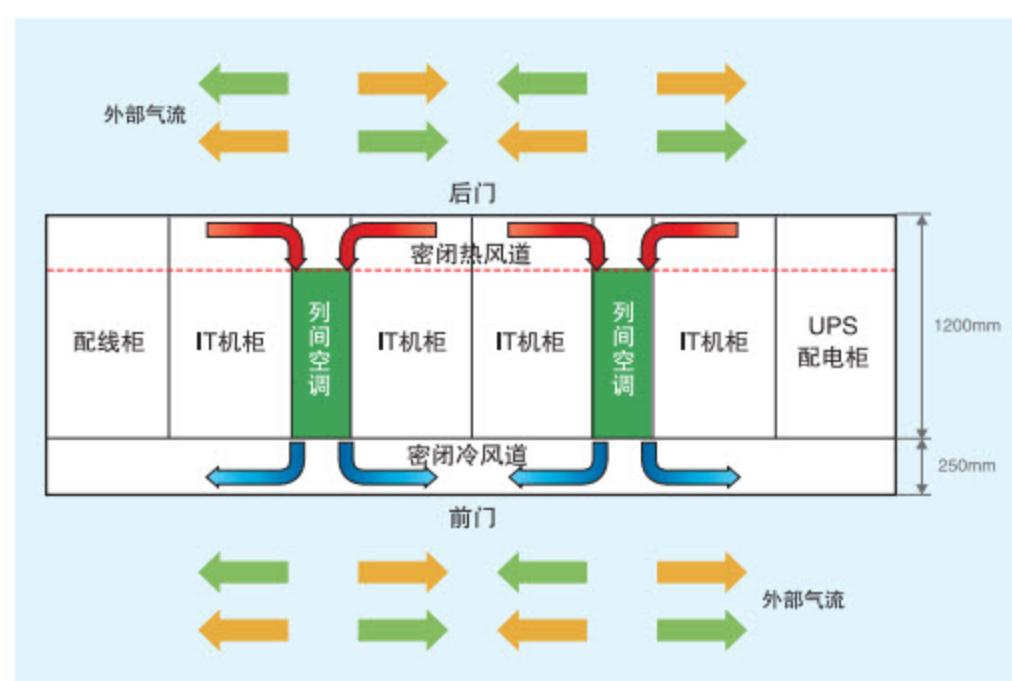 外部气流
后门
密闭热风道
配线柜
IT机柜
列间空调
IT机柜
IT机柜
列间空调
IT机柜
UPS
配电柜
1200mm
密闭冷风道
250mm
前门
外部气流